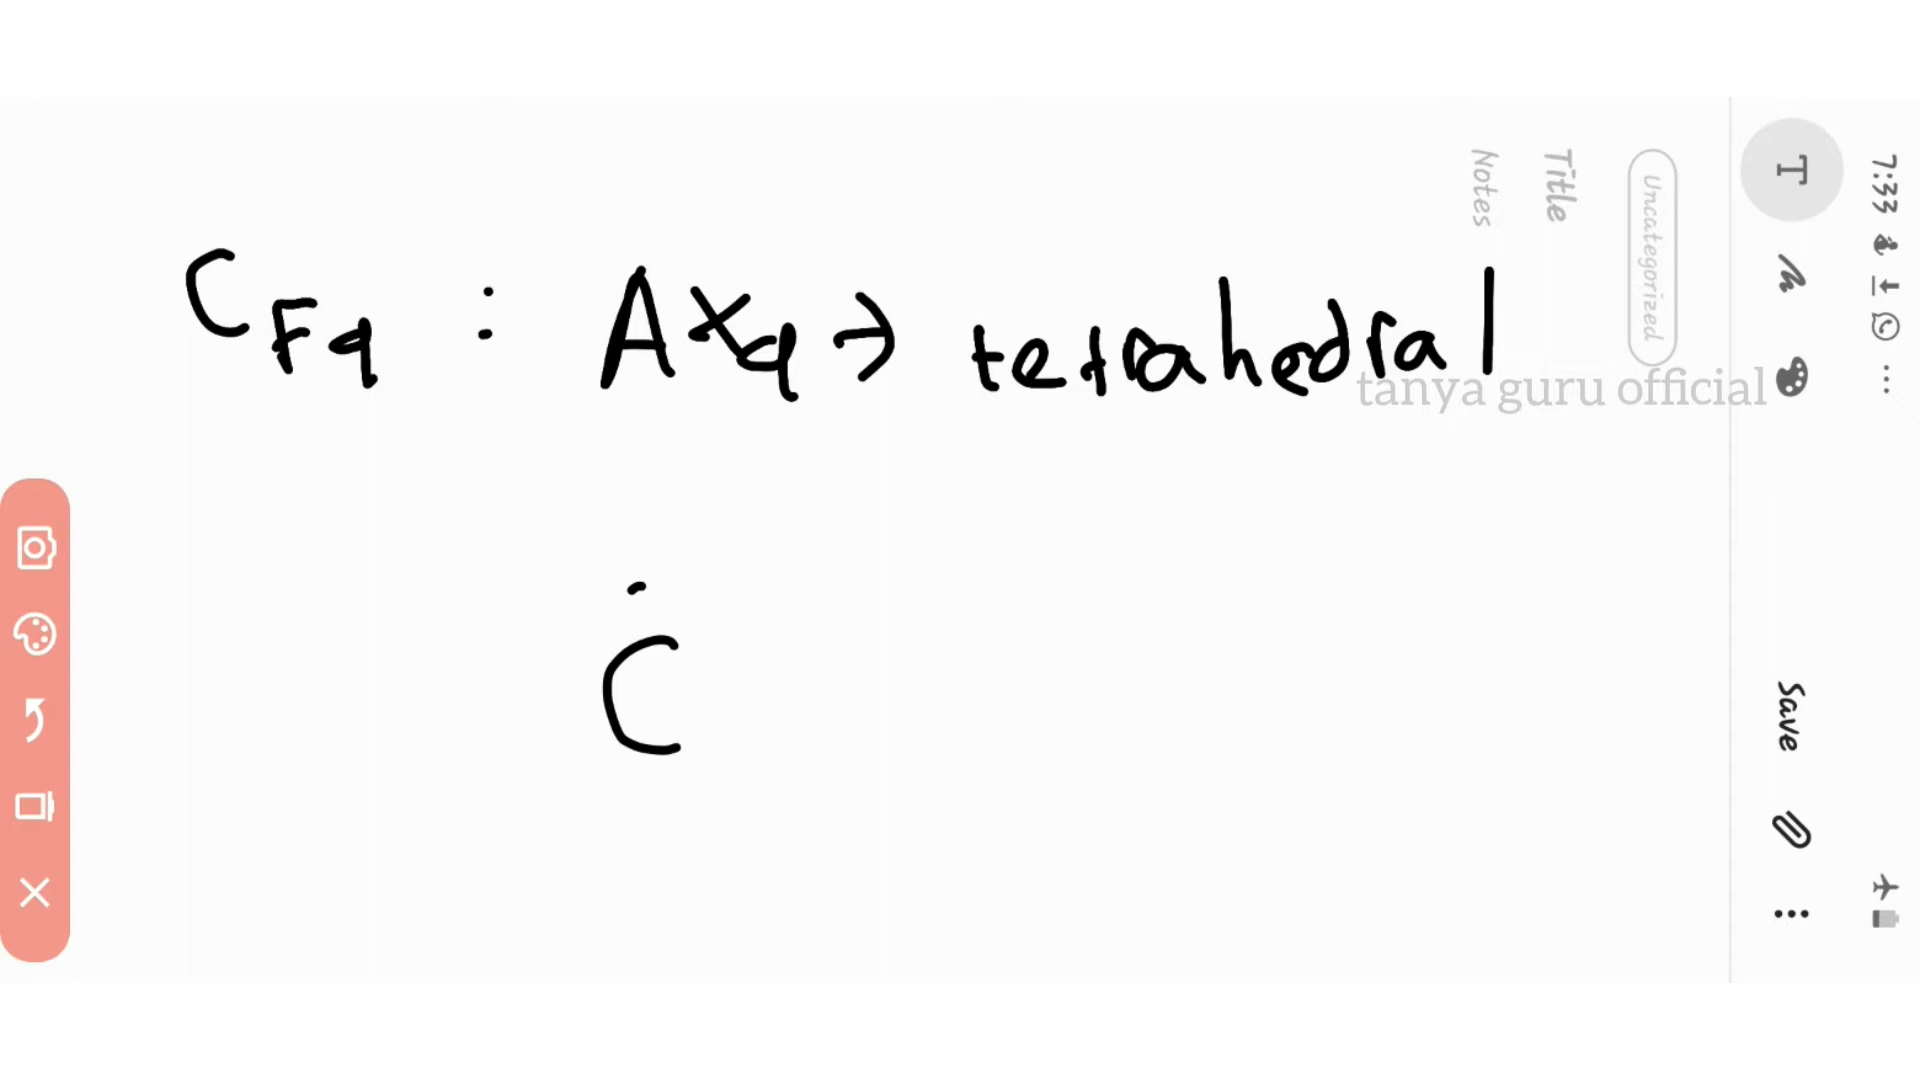 CF4 : AX4 → tetrahedral
C
tanya guru official
7:33
T
Uncategorized
Title
Notes
Save